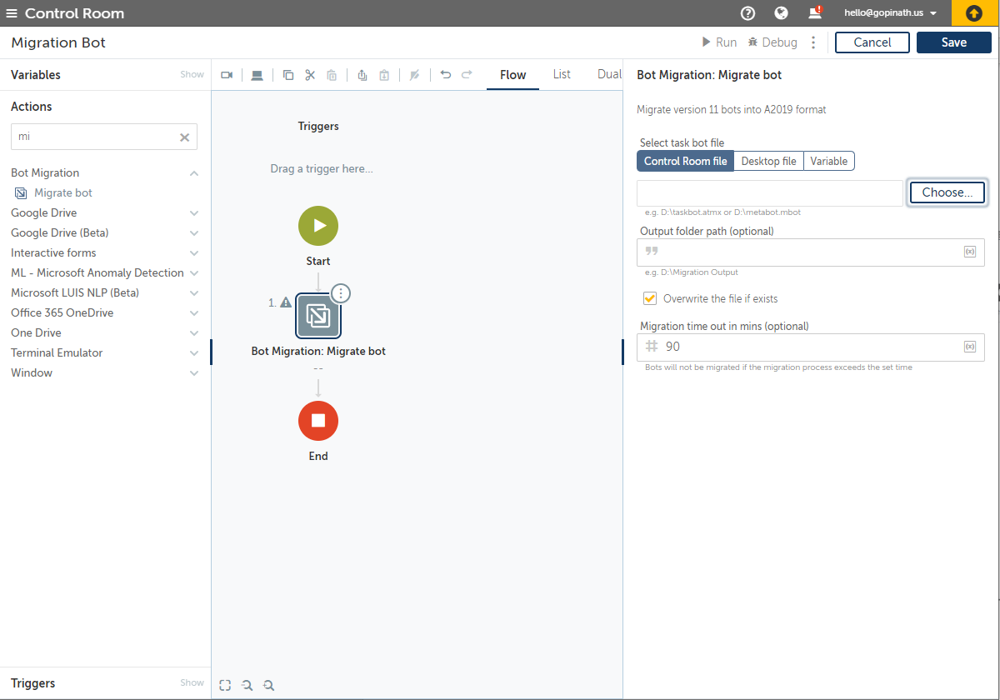 Control Room
hello@gopinath.us
Migration Bot
Run
Debug
Cancel
Save
Variables
Show
Actions
mi
Bot Migration
Migrate bot
Google Drive
Google Drive (Beta)
Interactive forms
ML - Microsoft Anomaly Detection
Microsoft LUIS NLP (Beta)
Office 365 OneDrive
One Drive
Terminal Emulator
Window
Triggers
Show
Flow
List
Dual
Triggers
Drag a trigger here...
Start
1.
Bot Migration: Migrate bot
--
End
Bot Migration: Migrate bot
Migrate version 11 bots into A2019 format
Select task bot file
Control Room file
Desktop file
Variable
Choose...
e.g. D:\taskbot.atmx or D:\metabot.mbot
Output folder path (optional)
(x)
e.g. D:\Migration Output
Overwrite the file if exists
Migration time out in mins (optional)
# 90
(x)
Bots will not be migrated if the migration process exceeds the set time